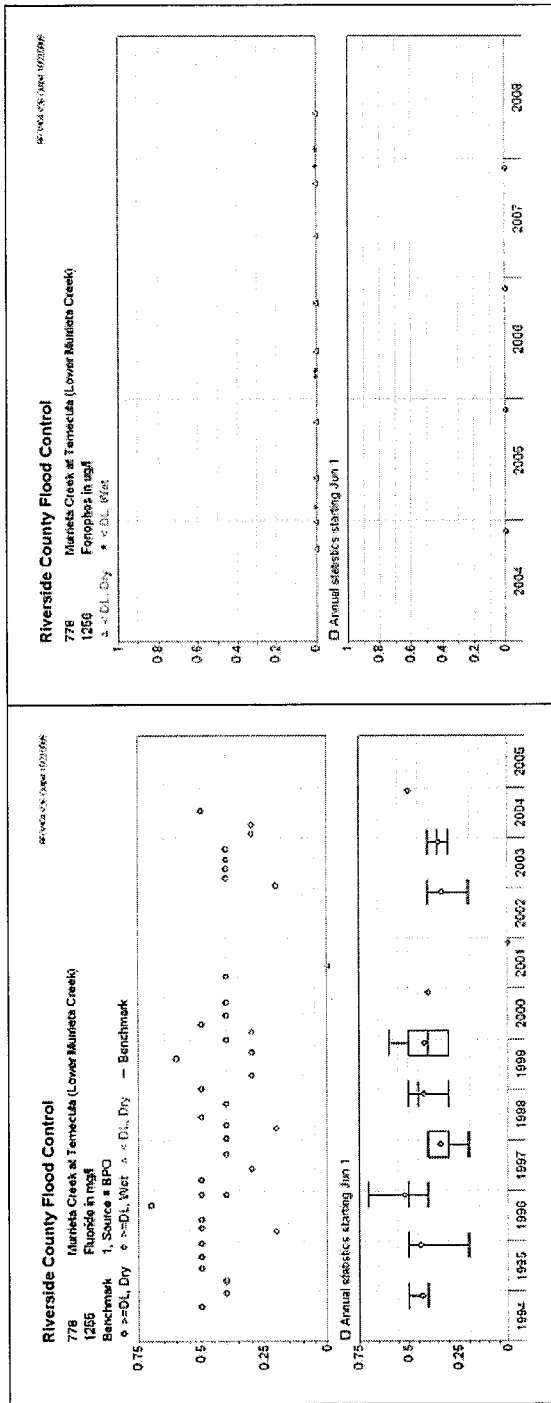 Riverside County Flood Control
778 Murrieta Creek at Temecula (Lower Murrieta Creek)
1255 Fluoride in mg/l
Benchmark 1, Source = BPO
>=DL, Dry >=DL, Wet < DL, Dry — Benchmark
0.75
0.5
0.25
0
Annual statistics starting Jun 1
0.75
0.5
0.25
0
1994 1995 1996 1997 1998 1999 2000 2001 2002 2003 2004 2005
Riverside County Flood Control
778 Murrieta Creek at Temecula (Lower Murrieta Creek)
1256 Fonophos in ug/l
< DL, Dry < DL, Wet
1
0.8
0.6
0.4
0.2
0
Annual statistics starting Jun 1
1
0.8
0.6
0.4
0.2
0
2004 2005 2006 2007 2008